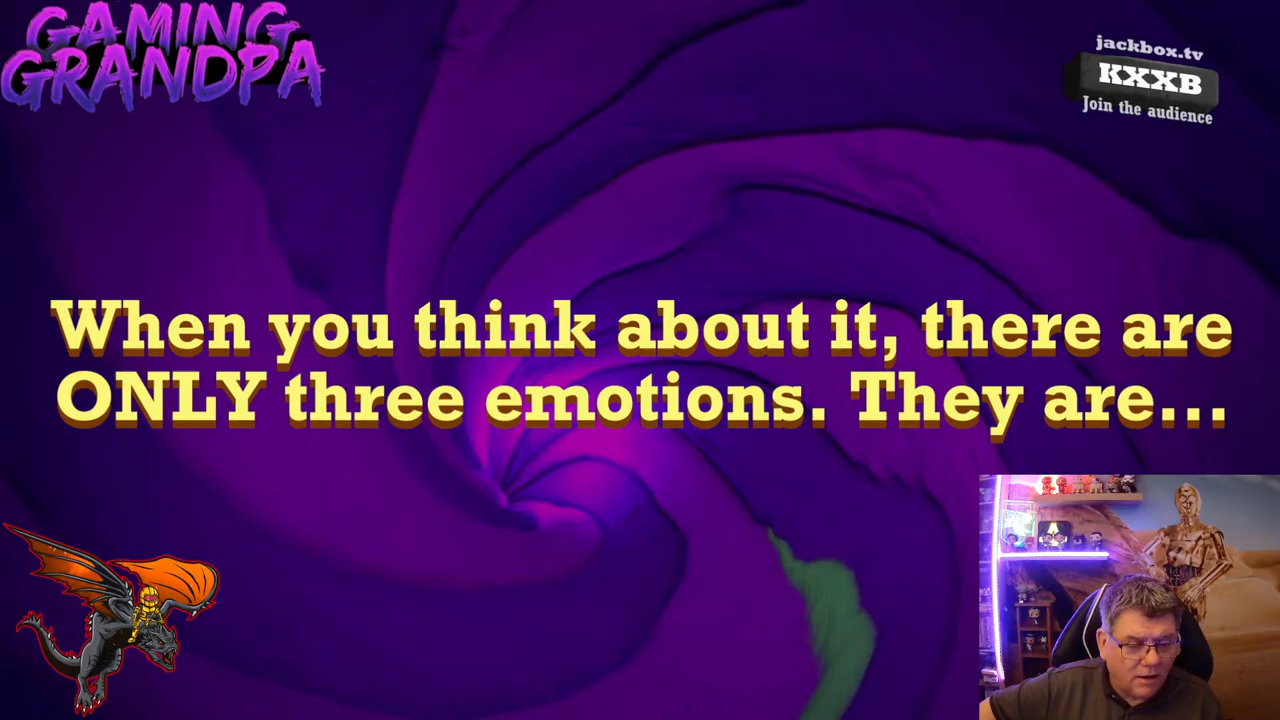 GAMING
GRANDPA
jackbox.tv
KXXB
Join the audience
When you think about it, there are
ONLY three emotions. They are...